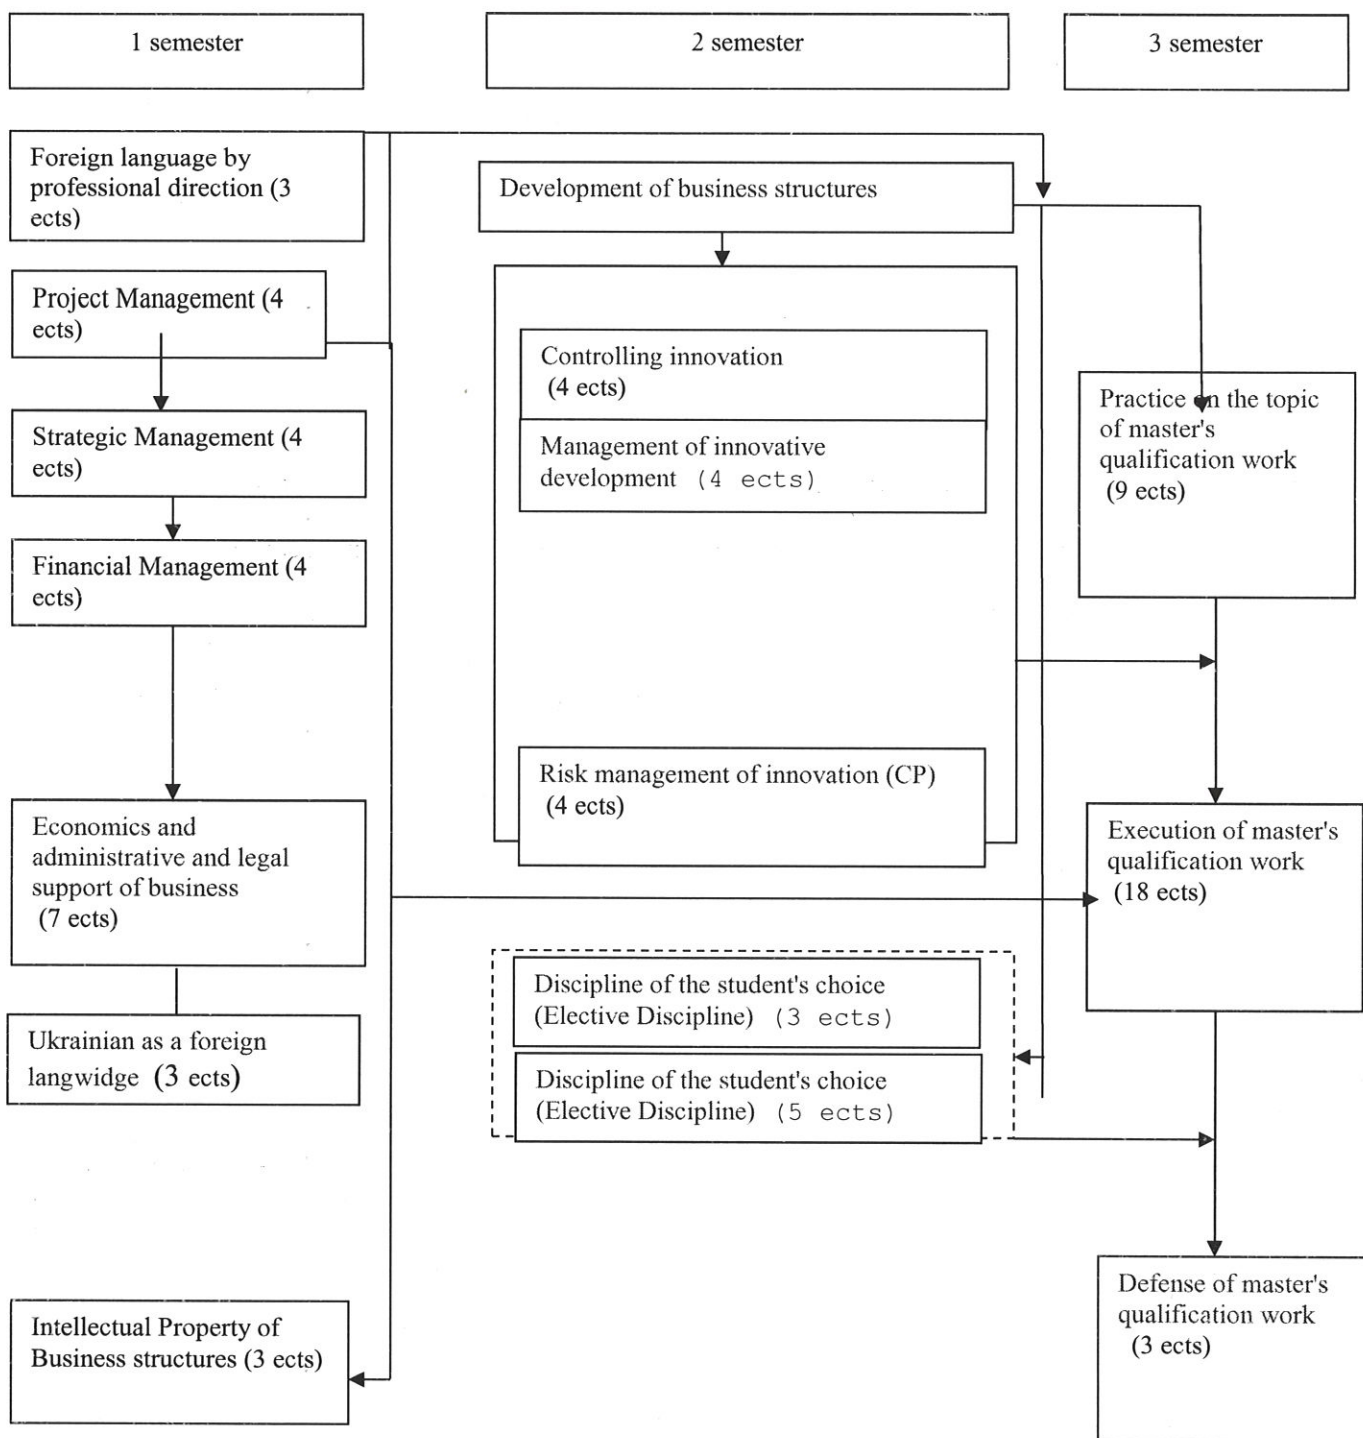 1 semester
2 semester
3 semester
Foreign language by
professional direction (3
ects)
Project Management (4
ects)
Strategic Management (4
ects)
Financial Management (4
ects)
Economics and
administrative and legal
support of business
(7 ects)
Ukrainian as a foreign
langwidge (3 ects)
Intellectual Property of
Business structures (3 ects)
Development of business structures
Controlling innovation
(4 ects)
Management of innovative
development (4 ects)
Risk management of innovation (CP)
(4 ects)
Discipline of the student's choice
(Elective Discipline) (3 ects)
Discipline of the student's choice
(Elective Discipline) (5 ects)
Practice on the topic
of master's
qualification work
(9 ects)
Execution of master's
qualification work
(18 ects)
Defense of master's
qualification work
(3 ects)